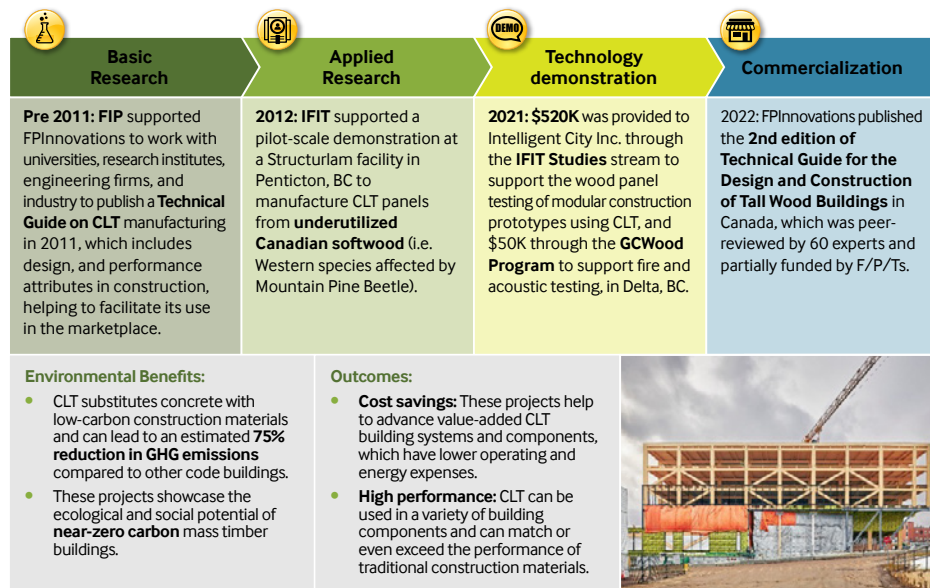 DEMO
Basic
Research
Applied
Research
Technology
demonstration
Commercialization
Pre 2011: FIP supported
FPInnovations to work with
universities, research institutes,
engineering firms, and
industry to publish a Technical
Guide on CLT manufacturing
in 2011, which includes
design, and performance
attributes in construction,
helping to facilitate its use
in the marketplace.
2012: IFIT supported a
pilot-scale demonstration at
a Structurlam facility in
Penticton, BC to
manufacture CLT panels
from underutilized
Canadian softwood (i.e.
Western species affected by
Mountain Pine Beetle).
2021: $520K was provided to
Intelligent City Inc. through
the IFIT Studies stream to
support the wood panel
testing of modular construction
prototypes using CLT, and
$50K through the GCWood
Program to support fire and
acoustic testing, in Delta, BC.
2022: FPInnovations published
the 2nd edition of
Technical Guide for the
Design and Construction
of Tall Wood Buildings in
Canada, which was peer-
reviewed by 60 experts and
partially funded by F/P/Ts.
Environmental Benefits:
• CLT substitutes concrete with
low-carbon construction materials
and can lead to an estimated 75%
reduction in GHG emissions
compared to other code buildings.
• These projects showcase the
ecological and social potential of
near-zero carbon mass timber
buildings.
Outcomes:
• Cost savings: These projects help
to advance value-added CLT
building systems and components,
which have lower operating and
energy expenses.
• High performance: CLT can be
used in a variety of building
components and can match or
even exceed the performance of
traditional construction materials.